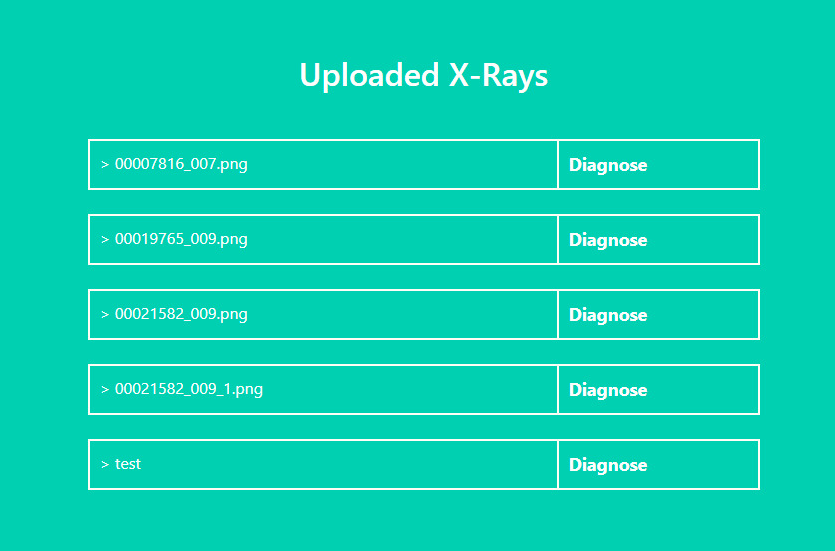 Uploaded X-Rays
> 00007816_007.png Diagnose
> 00019765_009.png Diagnose
> 00021582_009.png Diagnose
> 00021582_009_1.png Diagnose
> test Diagnose